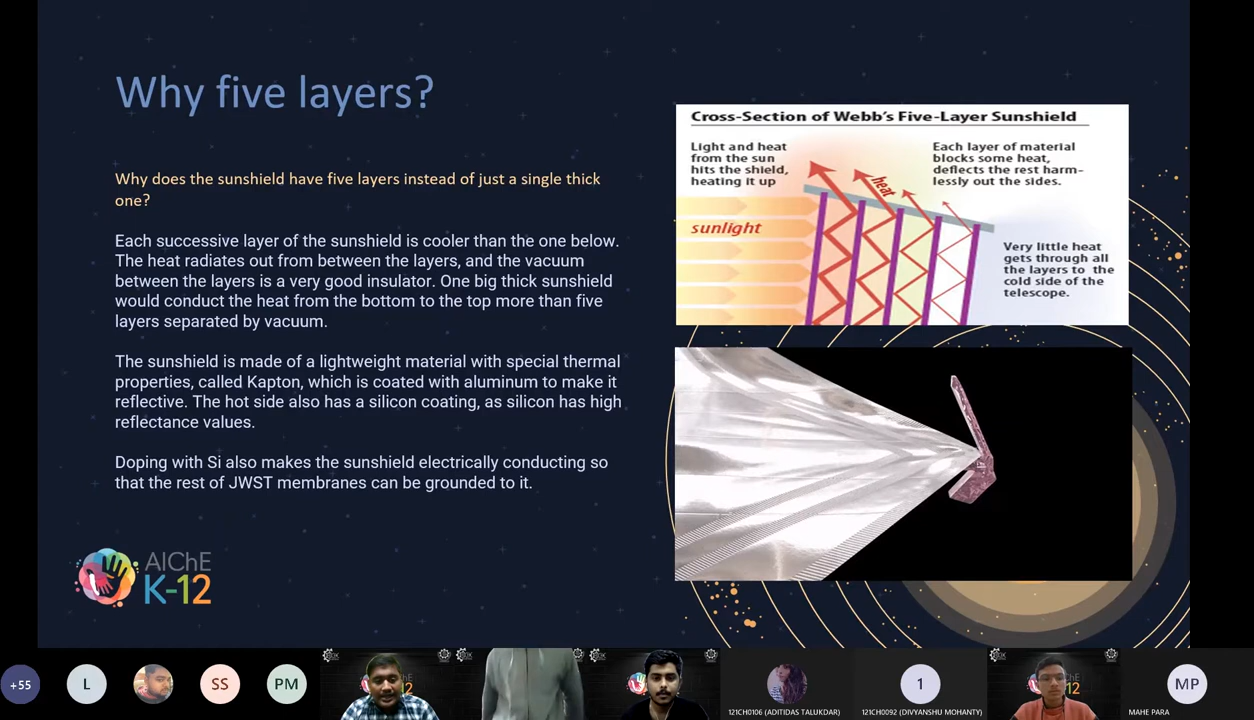 Why five layers?
Why does the sunshield have five layers instead of just a single thick
one?
Each successive layer of the sunshield is cooler than the one below.
The heat radiates out from between the layers, and the vacuum
between the layers is a very good insulator. One big thick sunshield
would conduct the heat from the bottom to the top more than five
layers separated by vacuum.
The sunshield is made of a lightweight material with special thermal
properties, called Kapton, which is coated with aluminum to make it
reflective. The hot side also has a silicon coating, as silicon has high
reflectance values.
Doping with Si also makes the sunshield electrically conducting so
that the rest of JWST membranes can be grounded to it.
AIChE
K-12
Cross-Section of Webb's Five-Layer Sunshield
Light and heat
from the sun
hits the shield,
heating it up
Each layer of material
blocks some heat,
deflects the rest harm-
lessly out the sides.
heat
sunlight
Very little heat
gets through all
the layers to the
cold side of the
telescope.
+55
L
SS
PM
1
MP
121CH0106 (ADITIDAS TALUKDAR)
121CH0092 (DIVYANSHU MOHANTY)
MAHE PARA